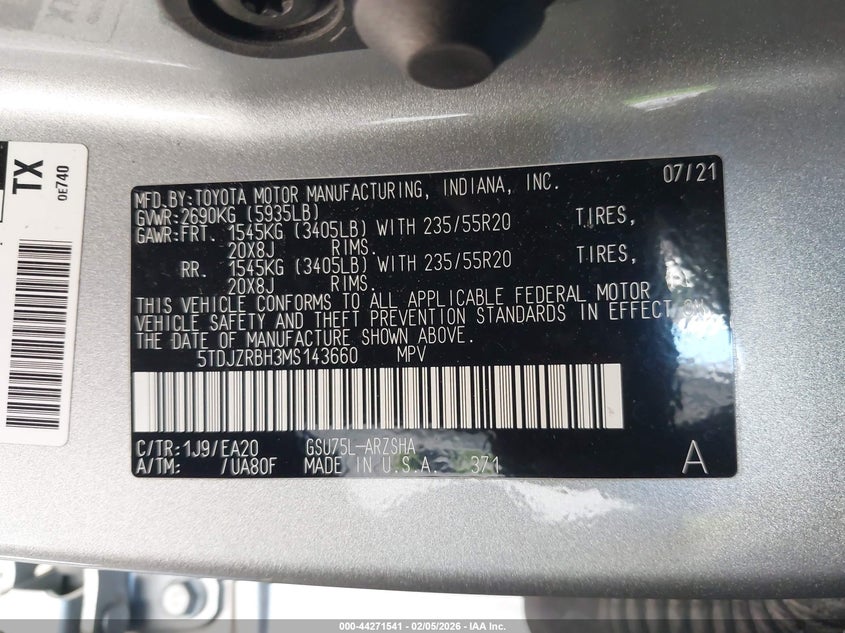 TX
0E740
07/21
MFD.BY:TOYOTA MOTOR MANUFACTURING, INDIANA, INC.
GVWR:2690KG (5935LB)
GAWR:FRT. 1545KG (3405LB) WITH 235/55R20 TIRES,
20X8J RIMS.
RR. 1545KG (3405LB) WITH 235/55R20 TIRES,
20X8J RIMS.
THIS VEHICLE CONFORMS TO ALL APPLICABLE FEDERAL MOTOR
VEHICLE SAFETY AND THEFT PREVENTION STANDARDS IN EFFECT ON
THE DATE OF MANUFACTURE SHOWN ABOVE.
5TDJZRBH3MS143660 MPV
C/TR:1J9/EA20 GSU75L-ARZSHA
A/TM: /UA80F MADE IN U.S.A. 371 A
000-44271541 | 02/05/2026 | IAA Inc.